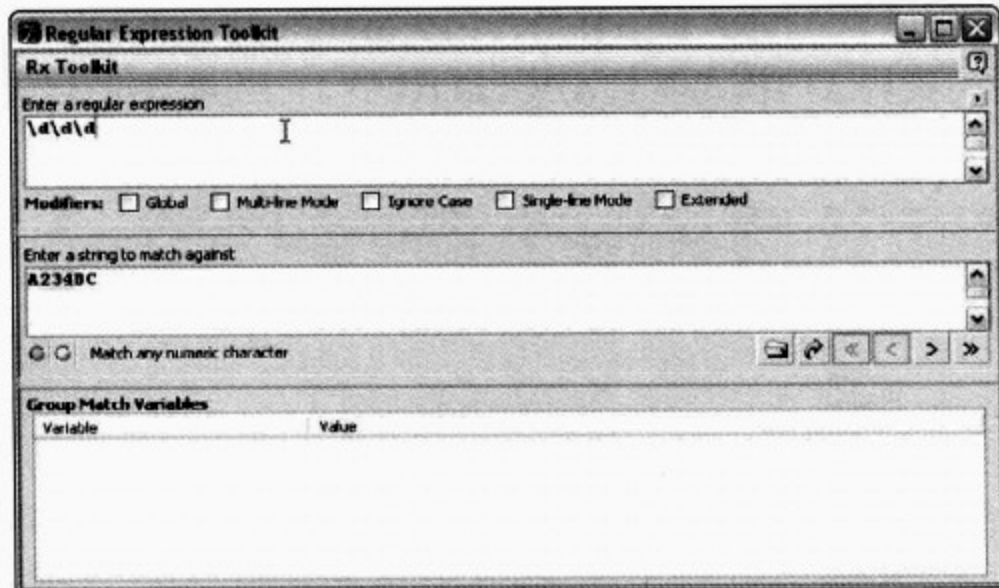 Regular Expression Toolkit
Rx Toolkit
Enter a regular expression
\d\d\d
Modifiers: Global Multi-line Mode Ignore Case Single-line Mode Extended
Enter a string to match against
A234BC
Match any numeric character
Group Match Variables
Variable Value